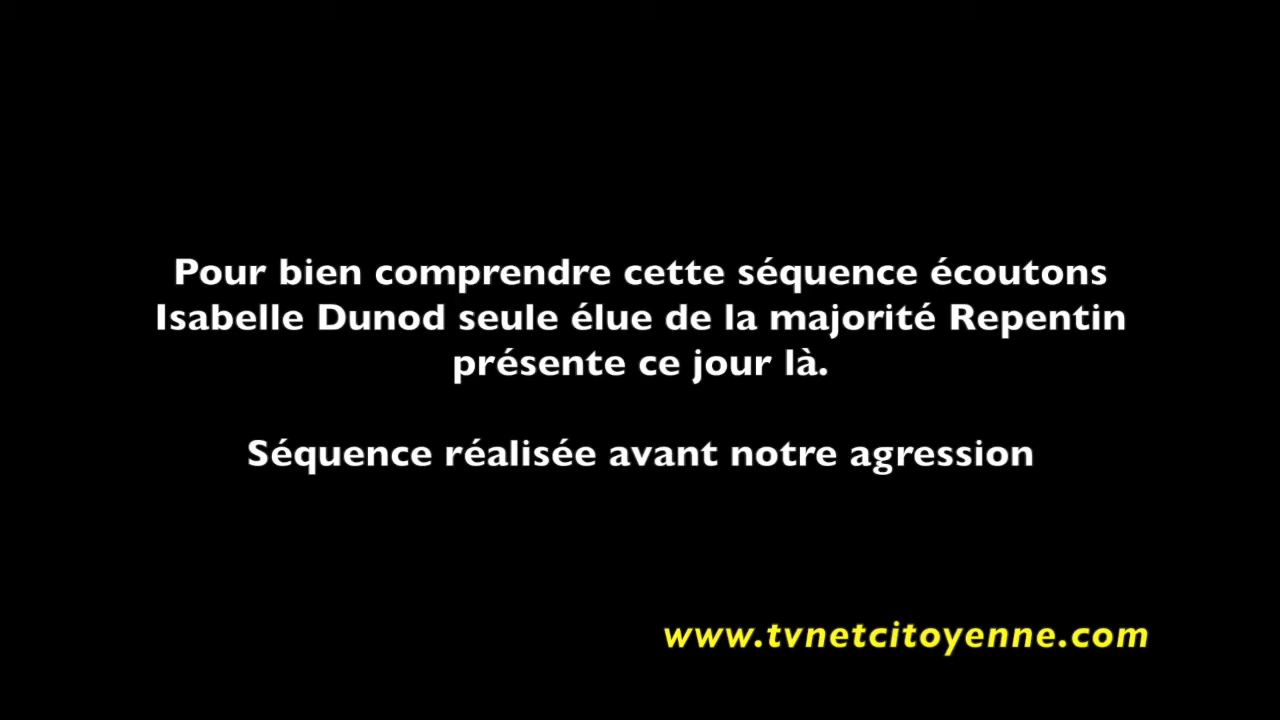 Pour bien comprendre cette séquence écoutons
Isabelle Dunod seule élue de la majorité Repentin
présente ce jour là.
Séquence réalisée avant notre agression
www.tvnetcitoyenne.com